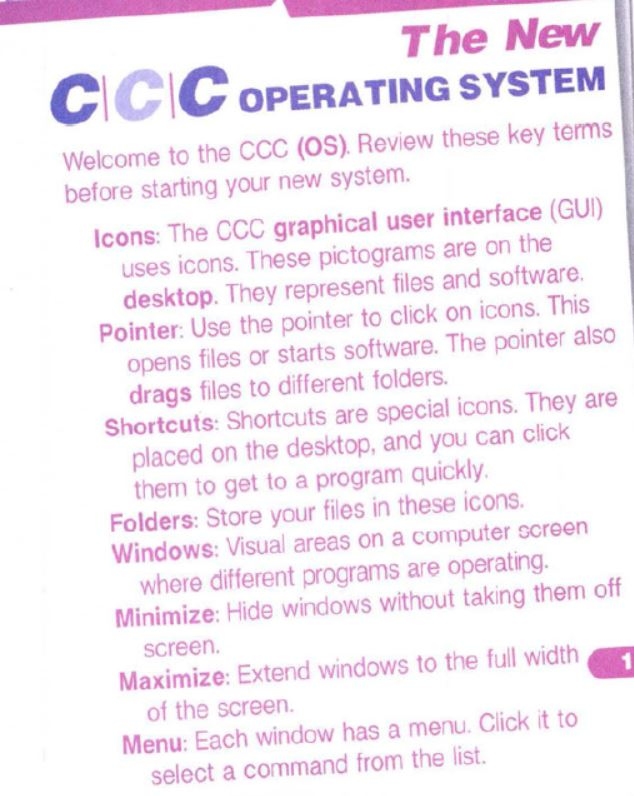 The New
C|C|C OPERATING SYSTEM
Welcome to the CCC (OS). Review these key terms
before starting your new system.
Icons: The CCC graphical user interface (GUI)
uses icons. These pictograms are on the
desktop. They represent files and software.
Pointer: Use the pointer to click on icons. This
opens files or starts software. The pointer also
drags files to different folders.
Shortcuts: Shortcuts are special icons. They are
placed on the desktop, and you can click
them to get to a program quickly.
Folders: Store your files in these icons.
Windows: Visual areas on a computer screen
where different programs are operating.
Minimize: Hide windows without taking them off
screen.
Maximize: Extend windows to the full width
of the screen.
1
Menu: Each window has a menu. Click it to
select a command from the list.